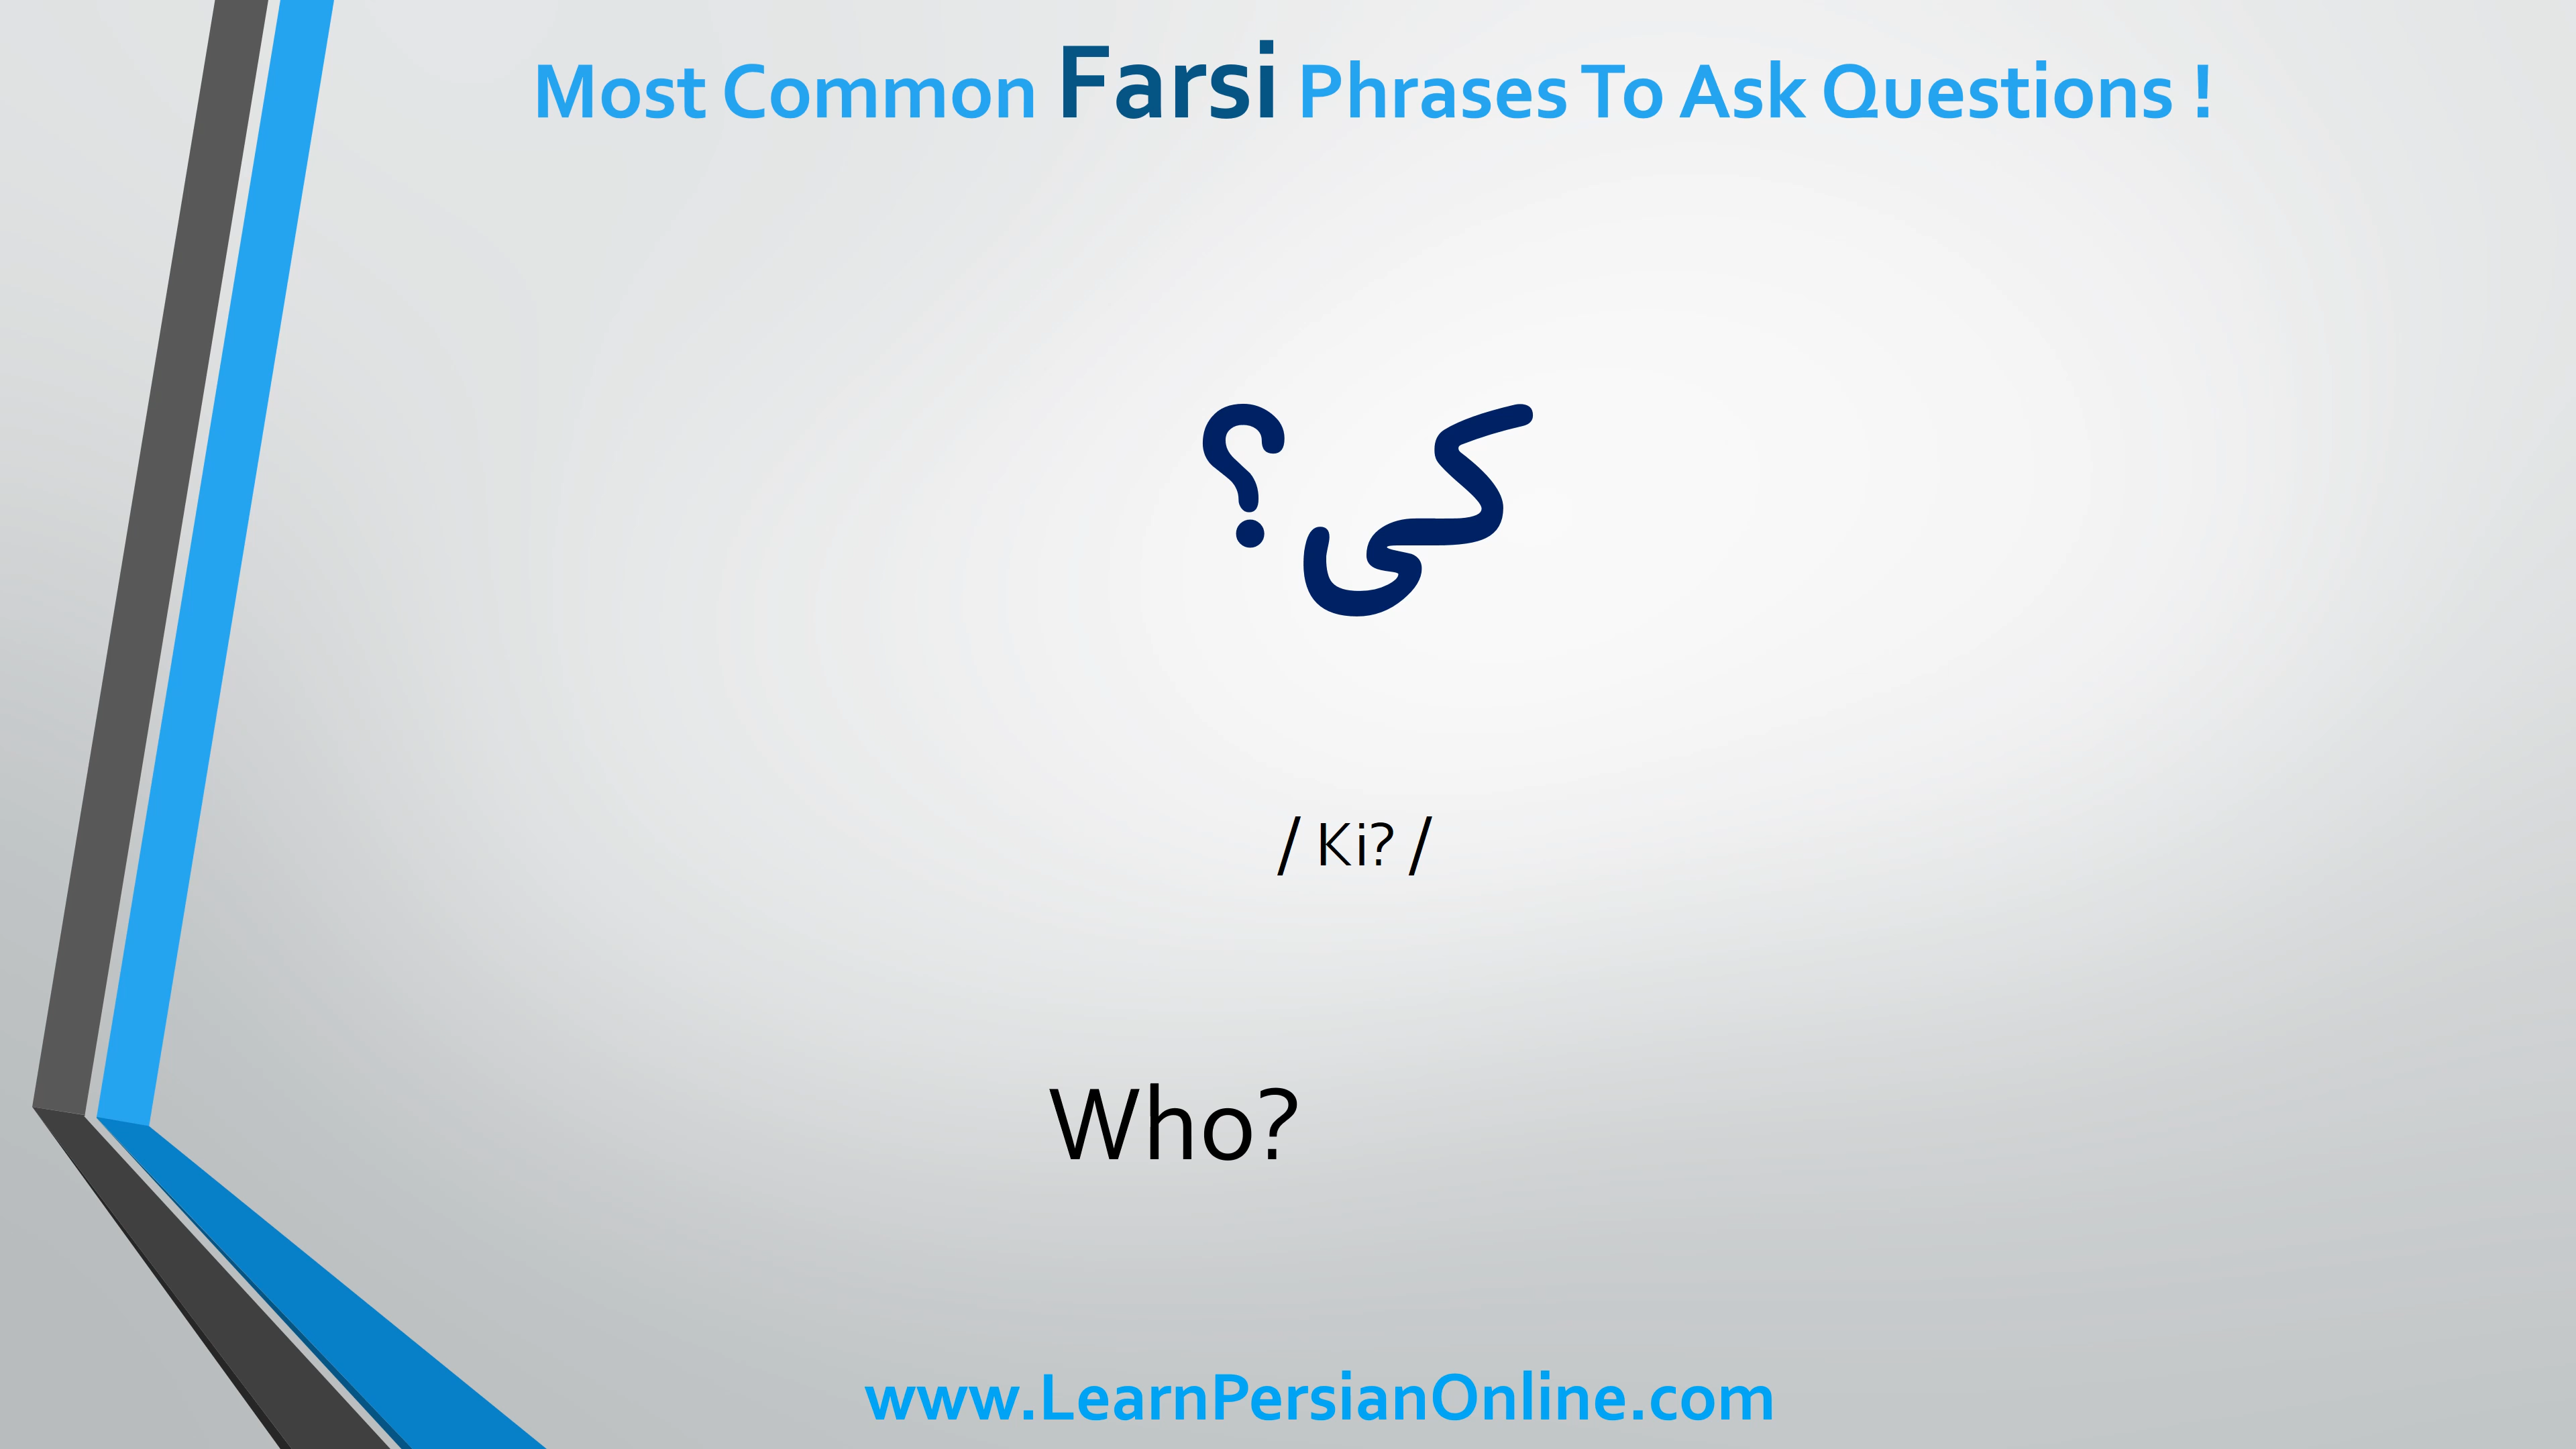 Most Common Farsi Phrases To Ask Questions !
کی؟
/ Ki? /
Who?
www.LearnPersianOnline.com